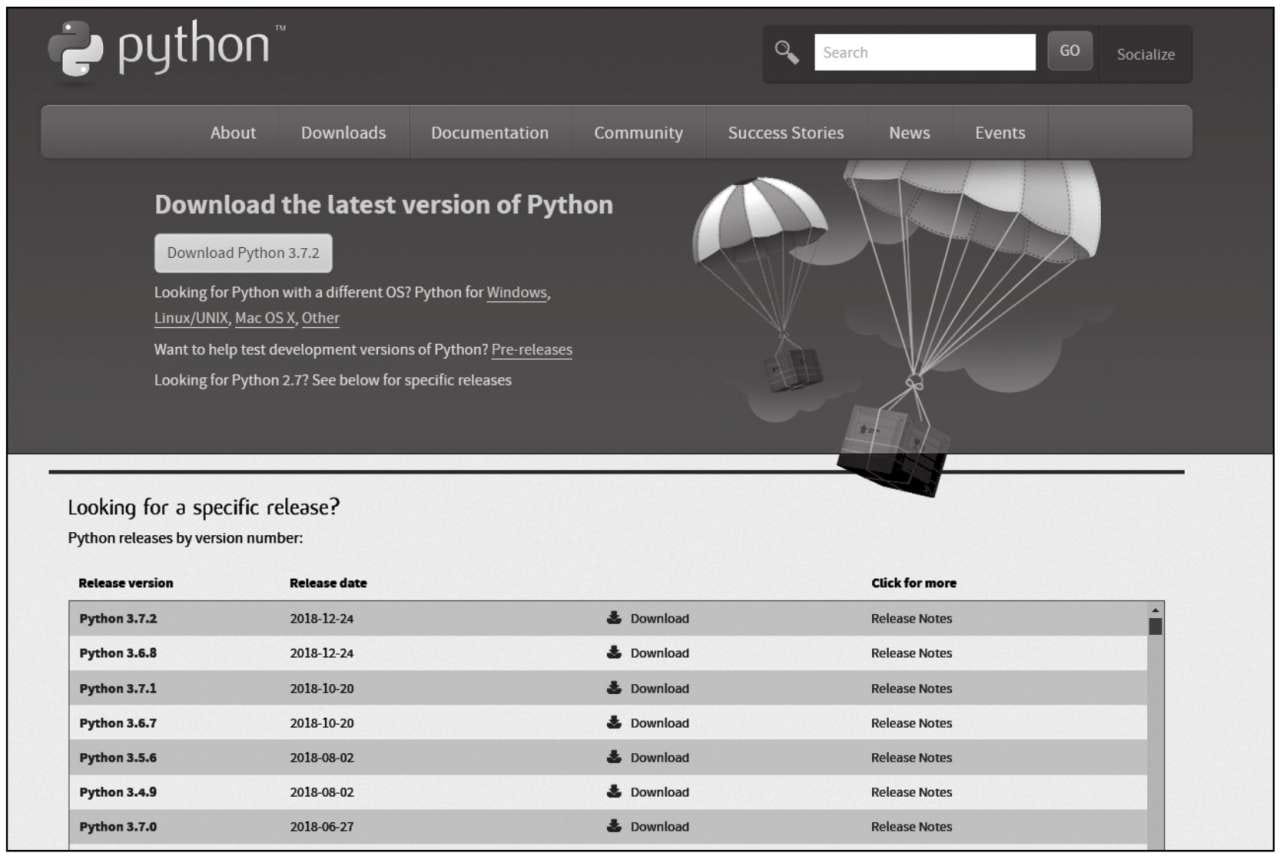 python™
Search
GO
Socialize
About Downloads Documentation Community Success Stories News Events
Download the latest version of Python
Download Python 3.7.2
Looking for Python with a different OS? Python for Windows,
Linux/UNIX, Mac OS X, Other
Want to help test development versions of Python? Pre-releases
Looking for Python 2.7? See below for specific releases
Looking for a specific release?
Python releases by version number:
Release version Release date Click for more
Python 3.7.2 2018-12-24 Download Release Notes
Python 3.6.8 2018-12-24 Download Release Notes
Python 3.7.1 2018-10-20 Download Release Notes
Python 3.6.7 2018-10-20 Download Release Notes
Python 3.5.6 2018-08-02 Download Release Notes
Python 3.4.9 2018-08-02 Download Release Notes
Python 3.7.0 2018-06-27 Download Release Notes